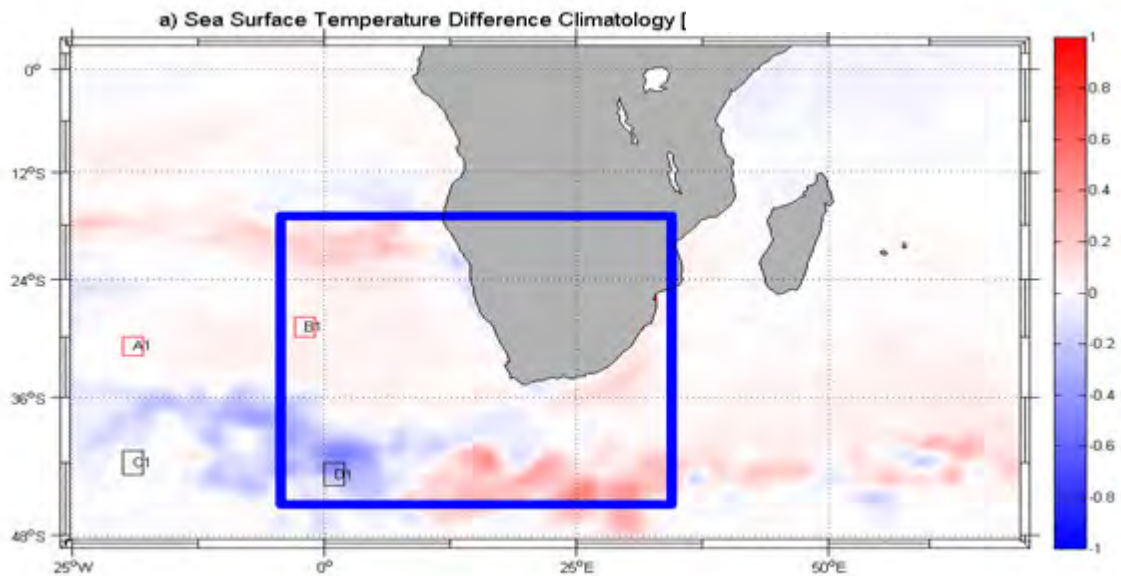 a) Sea Surface Temperature Difference Climatology [
0°
12°S
24°S
36°S
48°S
25°W
0°
25°E
50°E
A1
B1
C1
D1
1
0.8
0.6
0.4
0.2
0
-0.2
-0.4
-0.6
-0.8
-1